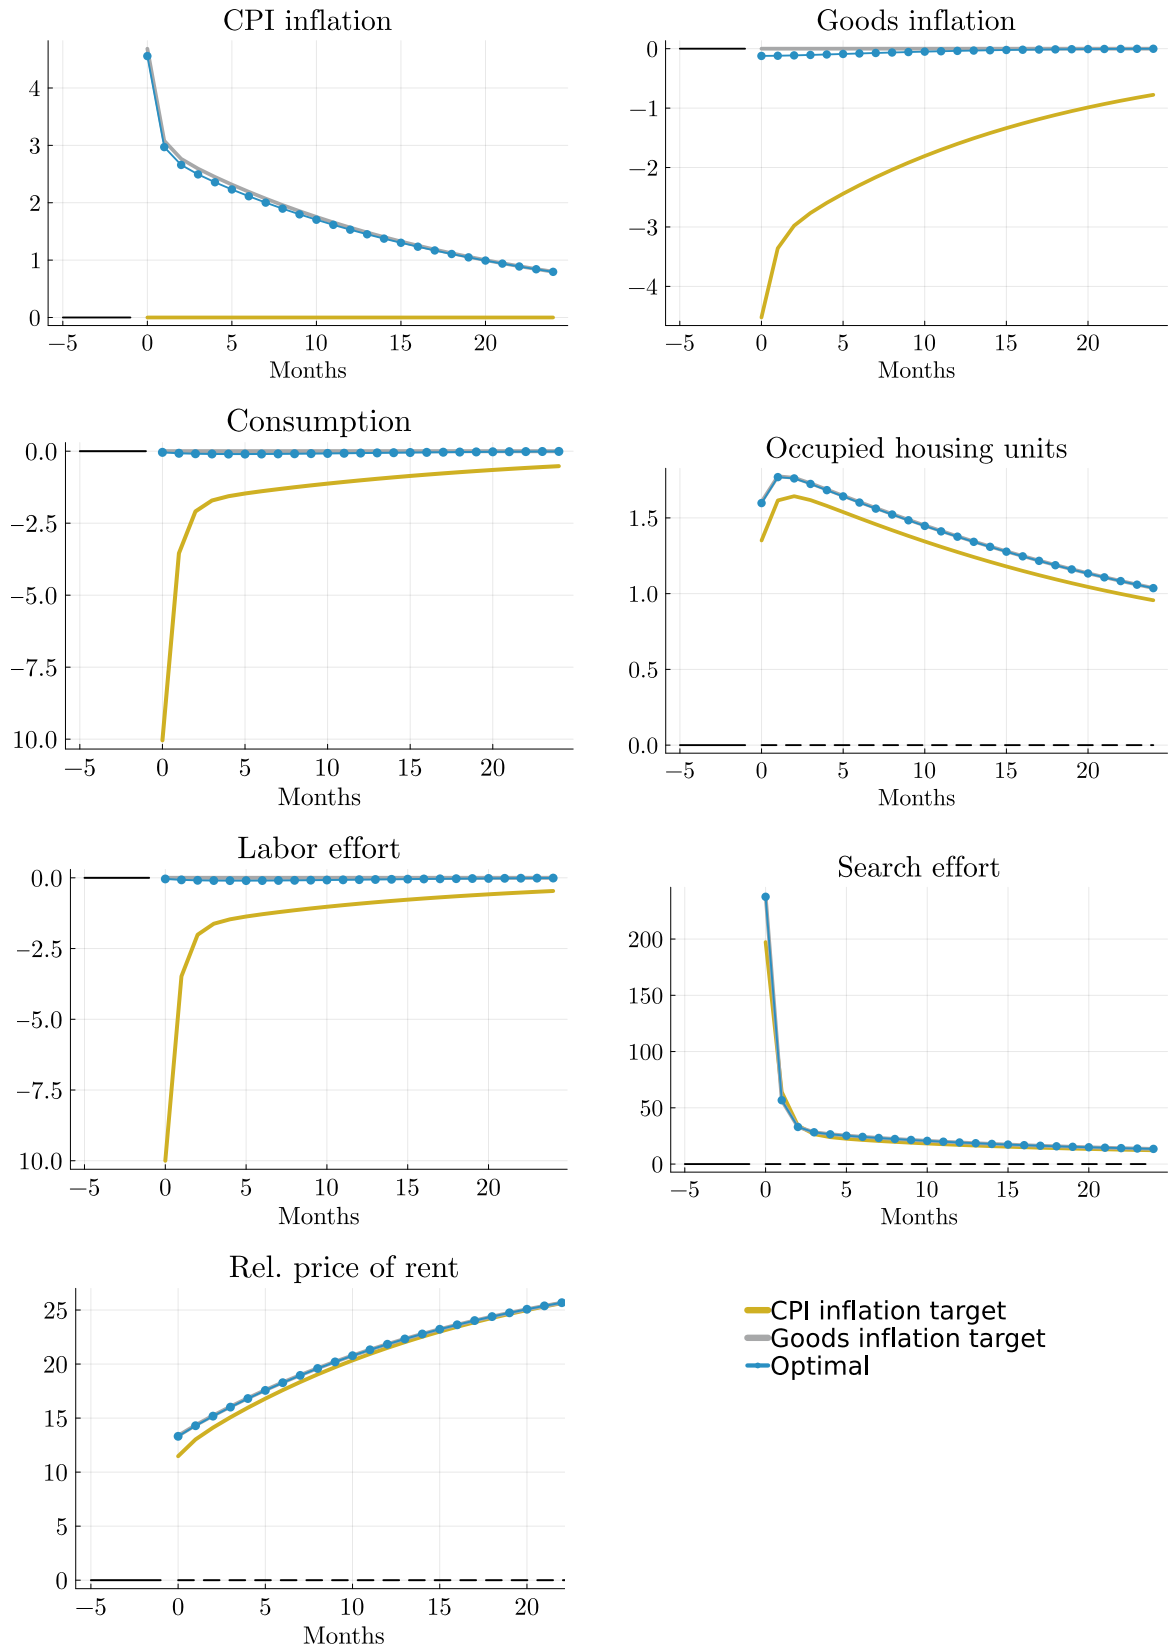 CPI inflation
4
3
2
1
0
−5 0 5 10 15 20
Months
Goods inflation
0
−1
−2
−3
−4
−5 0 5 10 15 20
Months
Consumption
0.0
−2.5
−5.0
−7.5
10.0
−5 0 5 10 15 20
Months
Occupied housing units
1.5
1.0
0.5
0.0
−5 0 5 10 15 20
Months
Labor effort
0.0
−2.5
−5.0
−7.5
10.0
−5 0 5 10 15 20
Months
Search effort
200
150
100
50
0
−5 0 5 10 15 20
Months
Rel. price of rent
25
20
15
10
5
0
−5 0 5 10 15 20
Months
CPI inflation target
Goods inflation target
Optimal